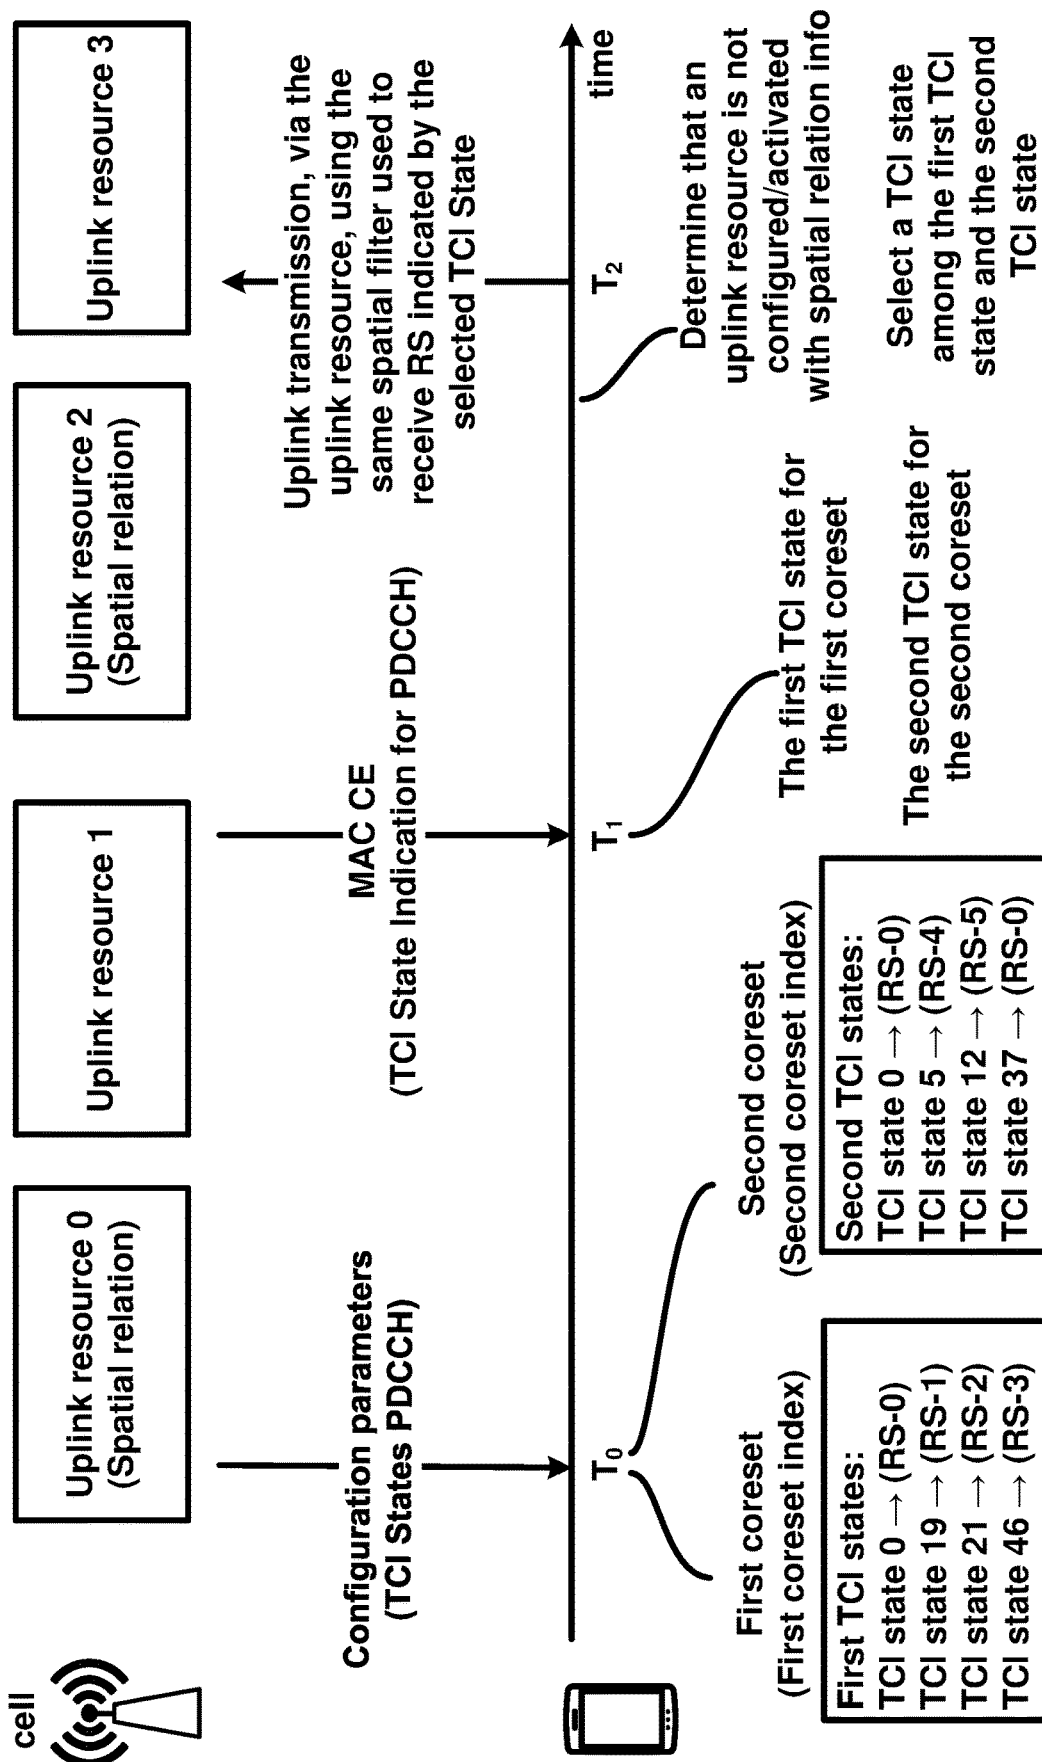 cell
Uplink resource 0
(Spatial relation)
Uplink resource 1
Uplink resource 2
(Spatial relation)
Uplink resource 3
Configuration parameters
(TCI States PDCCH)
MAC CE
(TCI State Indication for PDCCH)
Uplink transmission, via the
uplink resource, using the
same spatial filter used to
receive RS indicated by the
selected TCI State
T0
T1
T2
time
First coreset
(First coreset index)
First TCI states:
TCI state 0 → (RS-0)
TCI state 19 → (RS-1)
TCI state 21 → (RS-2)
TCI state 46 → (RS-3)
Second coreset
(Second coreset index)
Second TCI states:
TCI state 0 → (RS-0)
TCI state 5 → (RS-4)
TCI state 12 → (RS-5)
TCI state 37 → (RS-0)
The first TCI state for
the first coreset
The second TCI state for
the second coreset
Determine that an
uplink resource is not
configured/activated
with spatial relation info
Select a TCI state
among the first TCI
state and the second
TCI state